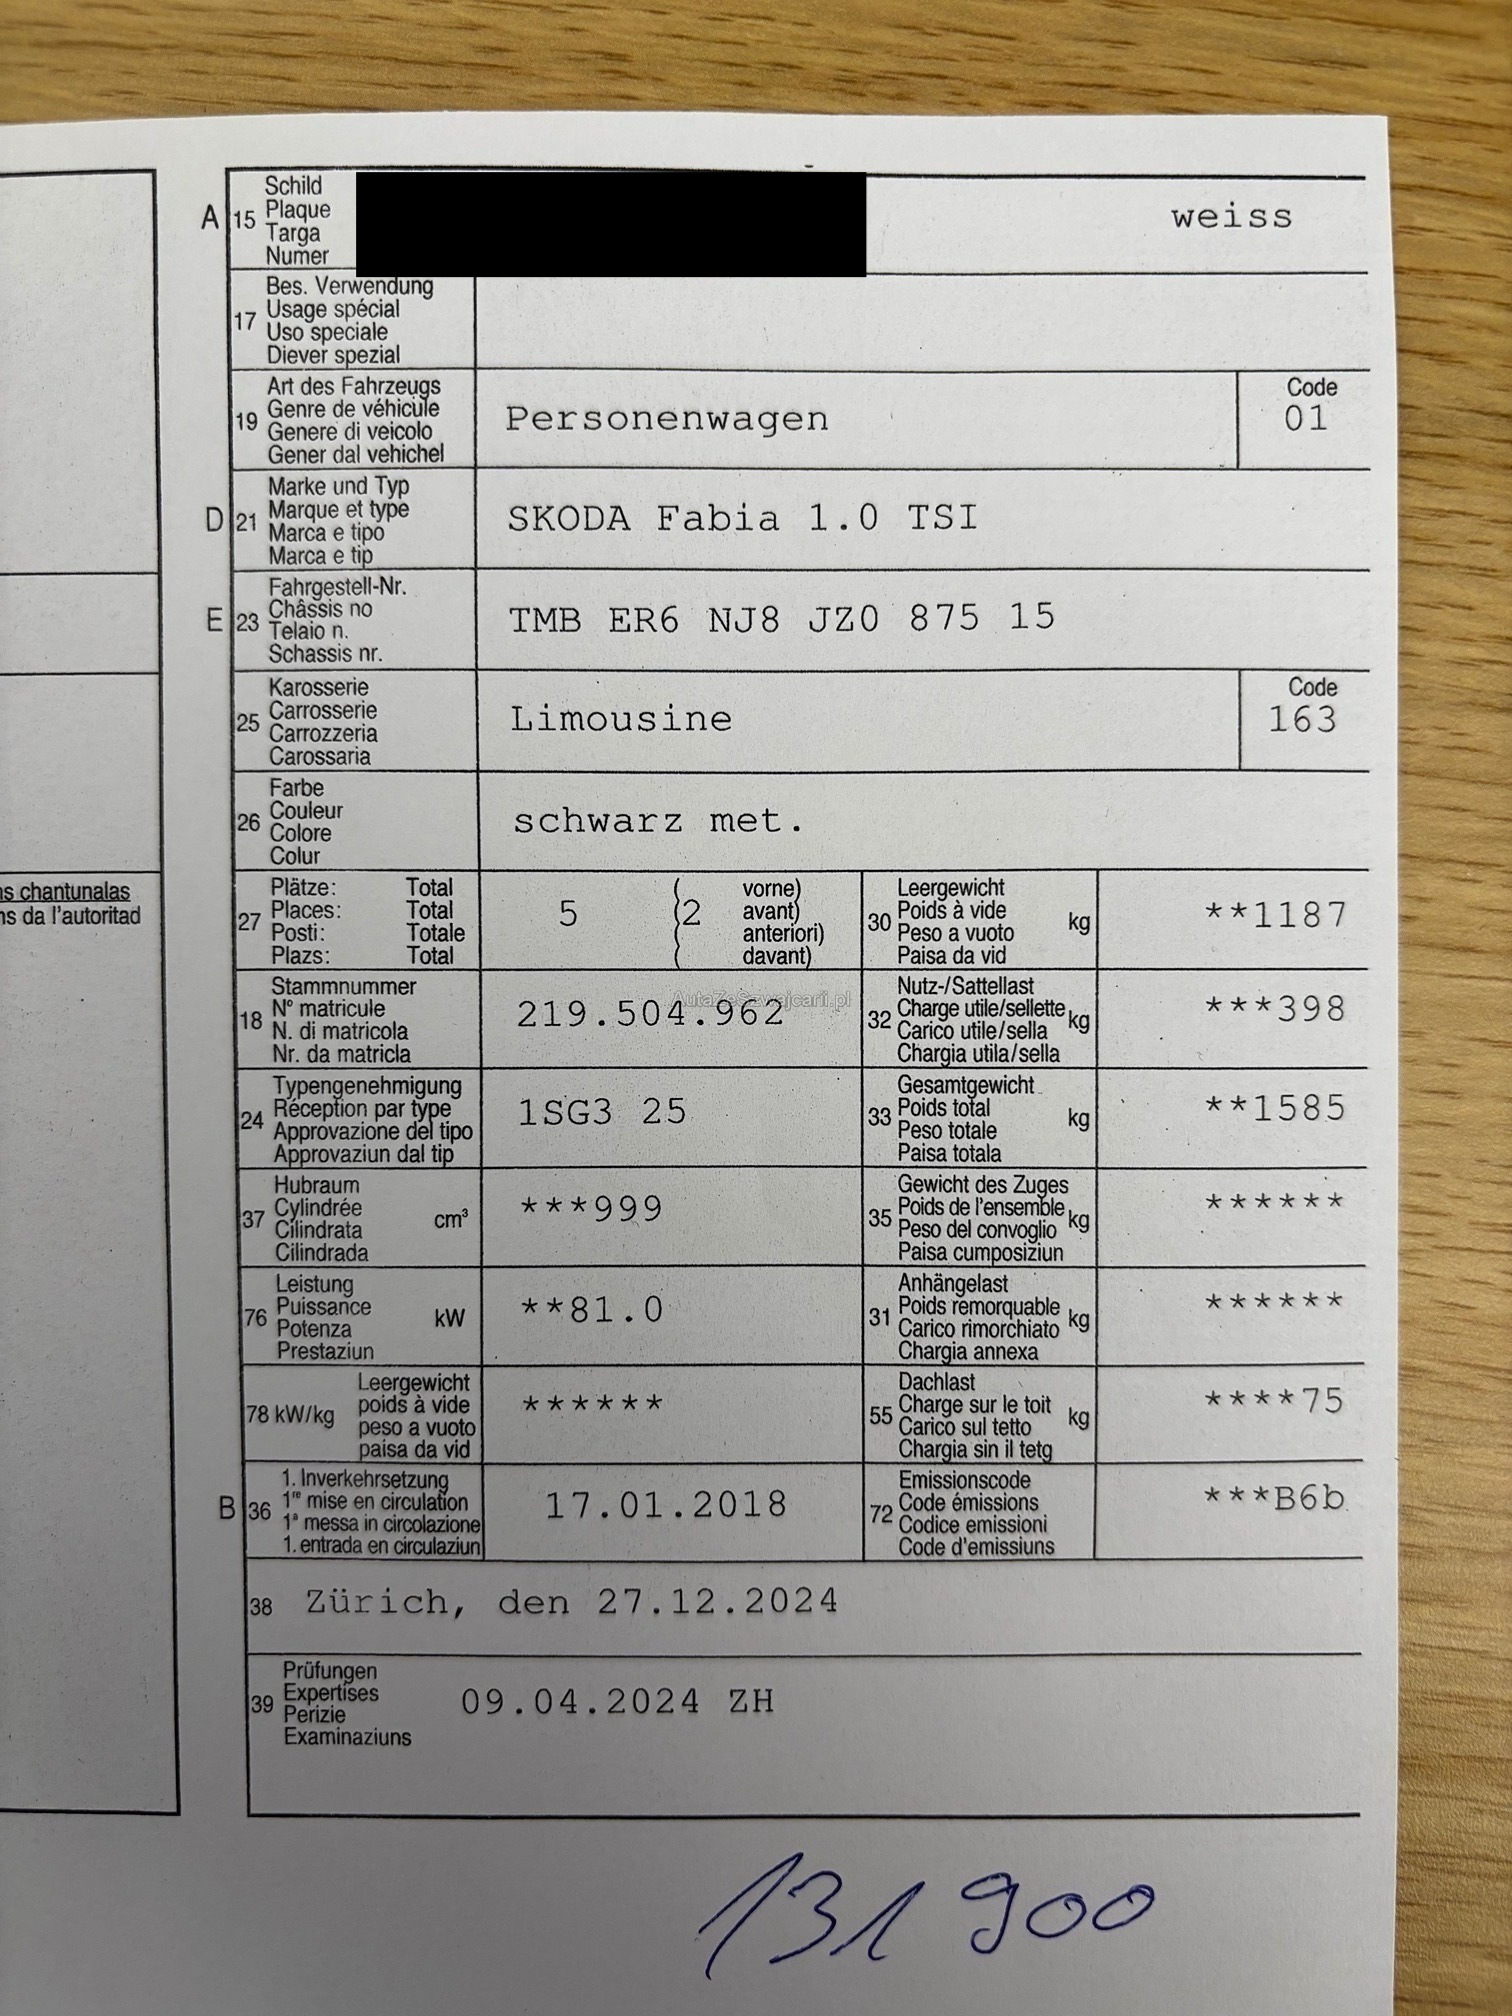 A 15 Schild
Plaque
Targa
Numer
weiss
17 Bes. Verwendung
Usage spécial
Uso speciale
Diever spezial
19 Art des Fahrzeugs
Genre de véhicule
Genere di veicolo
Gener dal vehichel
Personenwagen
Code
01
D 21 Marke und Typ
Marque et type
Marca e tipo
Marca e tip
SKODA Fabia 1.0 TSI
E 23 Fahrgestell-Nr.
Châssis no
Telaio n.
Schassis nr.
TMB ER6 NJ8 JZ0 875 15
25 Karosserie
Carrosserie
Carrozzeria
Carossaria
Limousine
Code
163
26 Farbe
Couleur
Colore
Colur
schwarz met.
ns chantunalas
ns da l'autoritad
27 Plätze: Total
Places: Total
Posti: Totale
Plazs: Total
5 (2 vorne)
( avant)
( anteriori)
( davant)
30 Leergewicht
Poids à vide
Peso a vuoto
Paisa da vid
kg
**1187
18 Stammnummer
N° matricule
N. di matricola
Nr. da matricla
219.504.962
AutaZeSzwajcarii.pl
32 Nutz-/Sattellast
Charge utile/sellette
Carico utile/sella
Chargia utila/sella
kg
***398
24 Typengenehmigung
Réception par type
Approvazione del tipo
Approvaziun dal tip
1SG3 25
33 Gesamtgewicht
Poids total
Peso totale
Paisa totala
kg
**1585
37 Hubraum
Cylindrée
Cilindrata
Cilindrada
cm³
***999
35 Gewicht des Zuges
Poids de l'ensemble
Peso del convoglio
Paisa cumposiziun
kg
******
76 Leistung
Puissance
Potenza
Prestaziun
kW
**81.0
31 Anhängelast
Poids remorquable
Carico rimorchiato
Chargia annexa
kg
******
78 kW/kg Leergewicht
poids à vide
peso a vuoto
paisa da vid
******
55 Dachlast
Charge sur le toit
Carico sul tetto
Chargia sin il tetg
kg
****75
B 36 1. Inverkehrsetzung
1re mise en circulation
1a messa in circolazione
1. entrada en circulaziun
17.01.2018
72 Emissionscode
Code émissions
Codice emissioni
Code d'emissiuns
***B6b
38 Zürich, den 27.12.2024
39 Prüfungen
Expertises
Perizie
Examinaziuns
09.04.2024 ZH
131 900